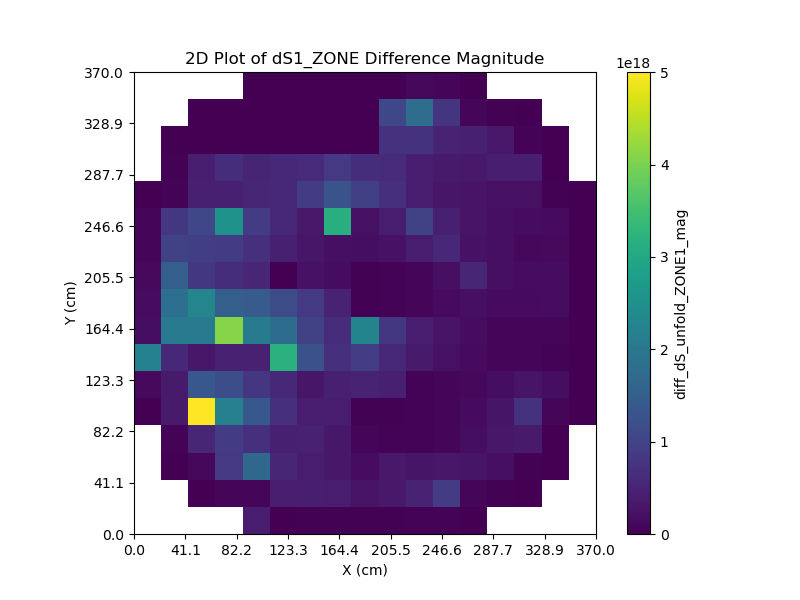 2D Plot of dS1_ZONE Difference Magnitude
1e18
370.0
328.9
287.7
246.6
205.5
164.4
123.3
82.2
41.1
0.0
Y (cm)
0.0 41.1 82.2 123.3 164.4 205.5 246.6 287.7 328.9 370.0
X (cm)
5
4
3
2
1
0
diff_dS_unfold_ZONE1_mag